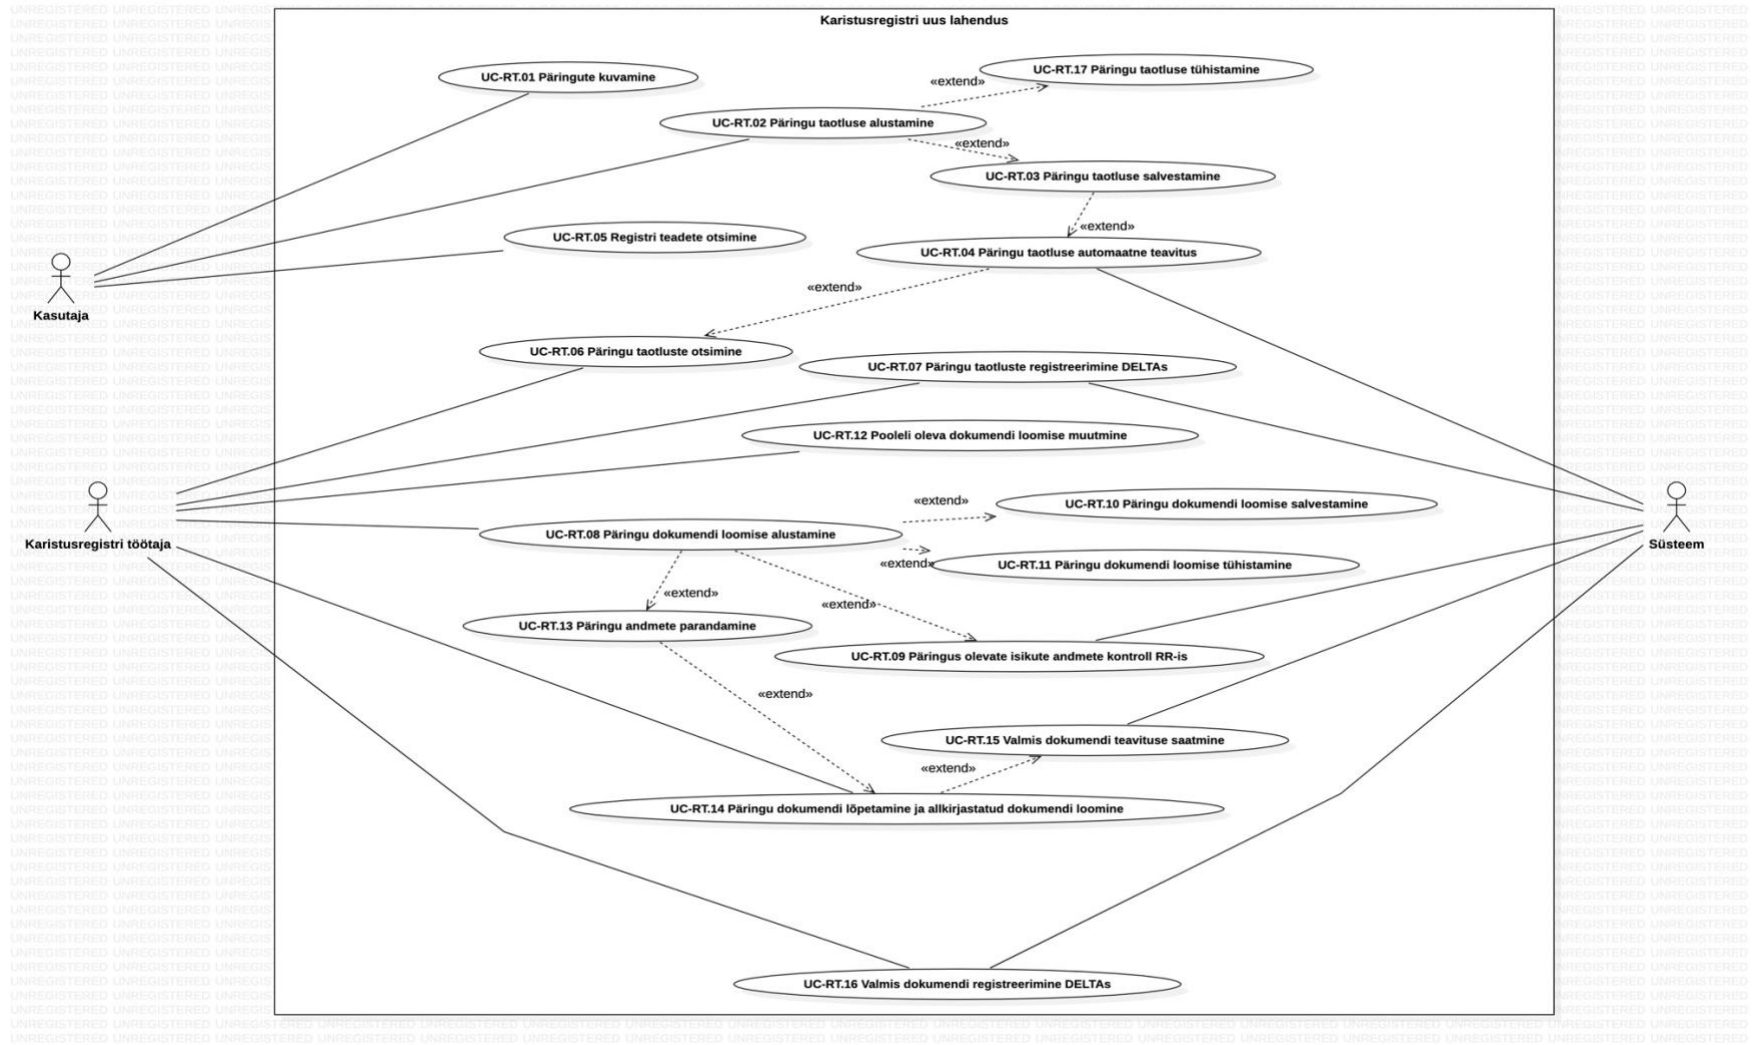 Karistusregistri uus lahendus
UC-RT.01 Päringute kuvamine
UC-RT.17 Päringu taotluse tühistamine
«extend»
UC-RT.02 Päringu taotluse alustamine
«extend»
UC-RT.03 Päringu taotluse salvestamine
«extend»
UC-RT.05 Registri teadete otsimine
UC-RT.04 Päringu taotluse automaatne teavitus
«extend»
Kasutaja
UC-RT.06 Päringu taotluste otsimine
UC-RT.07 Päringu taotluste registreerimine DELTAs
UC-RT.12 Pooleli oleva dokumendi loomise muutmine
«extend»
UC-RT.10 Päringu dokumendi loomise salvestamine
UC-RT.08 Päringu dokumendi loomise alustamine
Karistusregistri töötaja
Süsteem
«extend»
UC-RT.11 Päringu dokumendi loomise tühistamine
«extend»
«extend»
UC-RT.13 Päringu andmete parandamine
UC-RT.09 Päringus olevate isikute andmete kontroll RR-is
«extend»
UC-RT.15 Valmis dokumendi teavituse saatmine
«extend»
UC-RT.14 Päringu dokumendi lõpetamine ja allkirjastatud dokumendi loomine
UC-RT.16 Valmis dokumendi registreerimine DELTAs